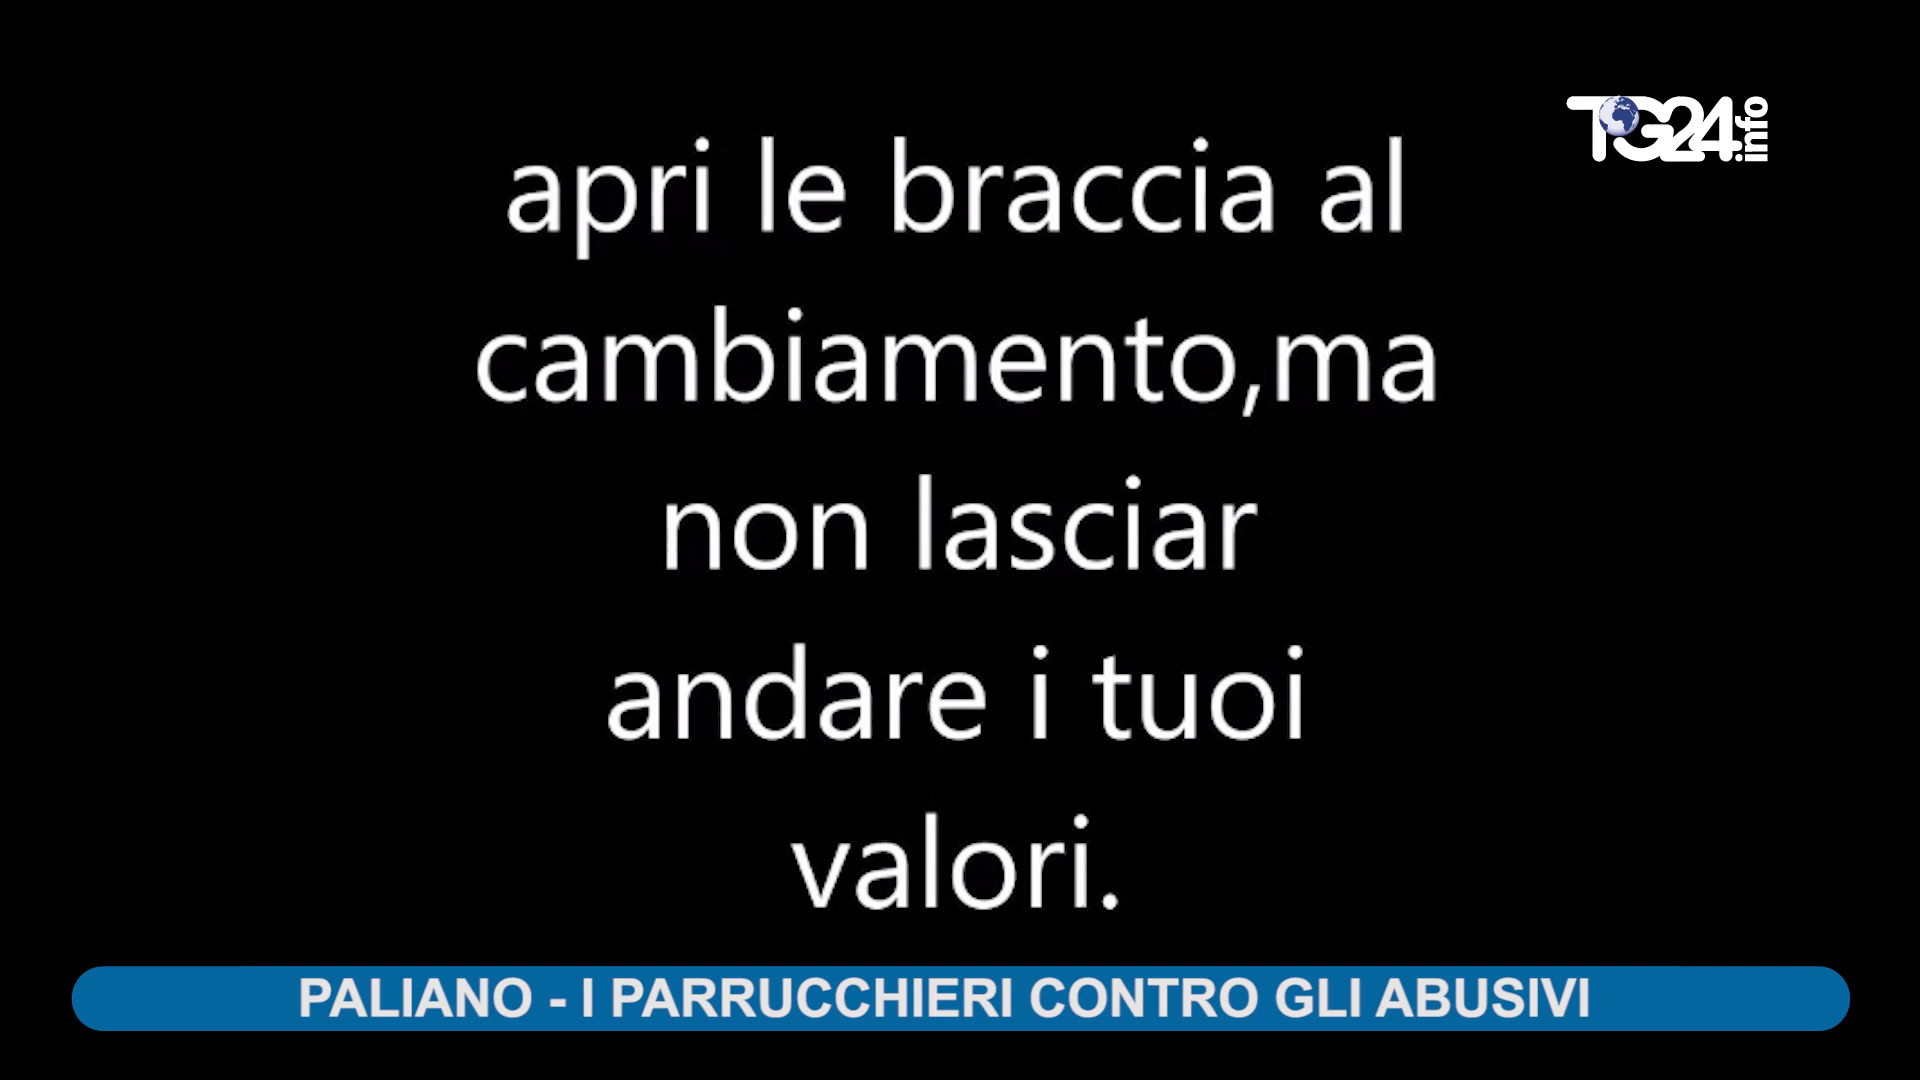 TG24.info
apri le braccia al
cambiamento,ma
non lasciar
andare i tuoi
valori.
PALIANO - I PARRUCCHIERI CONTRO GLI ABUSIVI